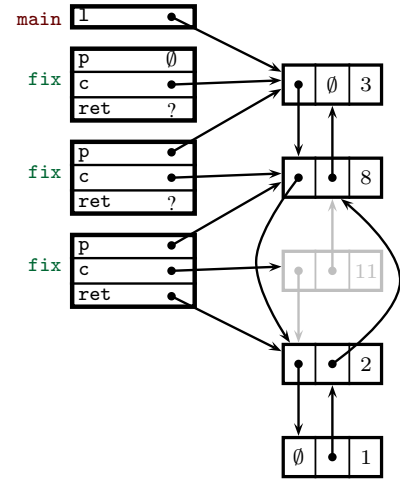 main l
p ∅
fix c
ret ?
∅ 3
p
fix c
ret ?
8
p
fix c
ret
11
2
∅ 1